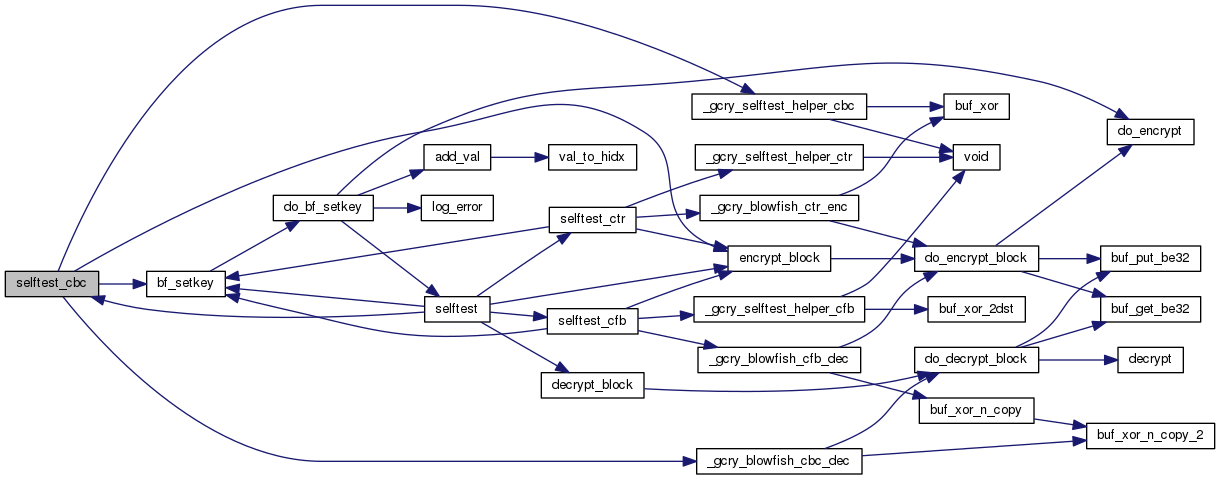 selftest_cbc
bf_setkey
do_bf_setkey
add_val
log_error
selftest
val_to_hidx
selftest_ctr
selftest_cfb
decrypt_block
_gcry_selftest_helper_cbc
_gcry_selftest_helper_ctr
_gcry_blowfish_ctr_enc
encrypt_block
_gcry_selftest_helper_cfb
_gcry_blowfish_cfb_dec
_gcry_blowfish_cbc_dec
buf_xor
void
do_encrypt_block
buf_xor_2dst
do_decrypt_block
buf_xor_n_copy
do_encrypt
buf_put_be32
buf_get_be32
decrypt
buf_xor_n_copy_2